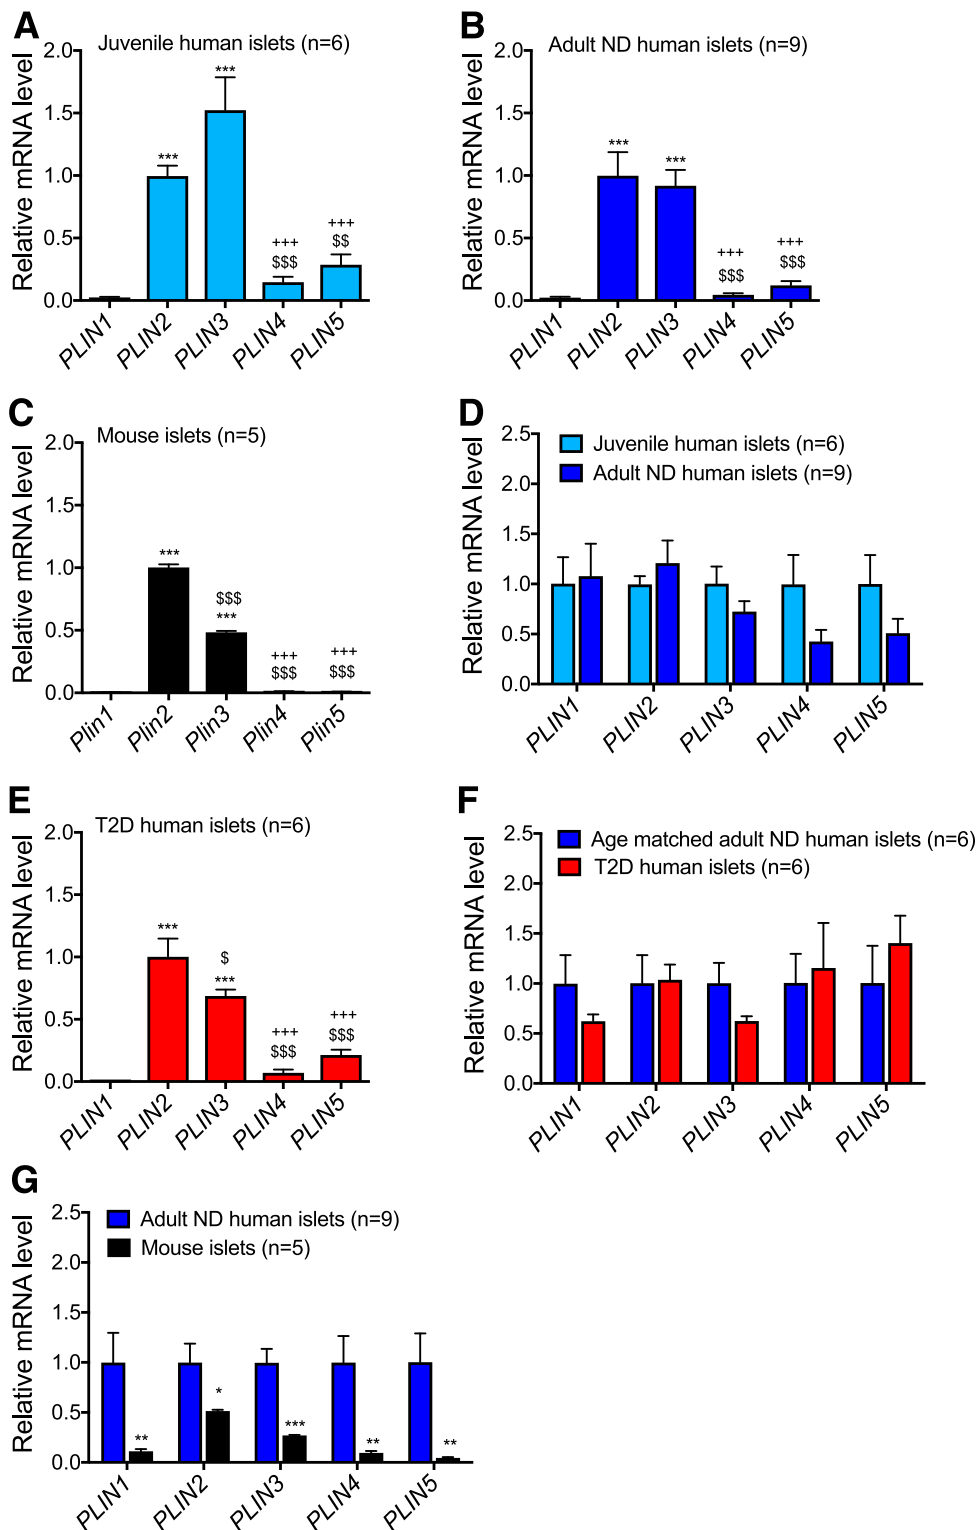 A
Juvenile human islets (n=6)
Relative mRNA level
2.0
1.5
1.0
0.5
0.0
***
***
+++
$$$
+++
$$
PLIN1
PLIN2
PLIN3
PLIN4
PLIN5
B
Adult ND human islets (n=9)
Relative mRNA level
2.0
1.5
1.0
0.5
0.0
***
***
+++
$$$
+++
$$$
PLIN1
PLIN2
PLIN3
PLIN4
PLIN5
C
Mouse islets (n=5)
Relative mRNA level
2.0
1.5
1.0
0.5
0.0
***
$$$
***
+++
$$$
+++
$$$
Plin1
Plin2
Plin3
Plin4
Plin5
D
Juvenile human islets (n=6)
Adult ND human islets (n=9)
Relative mRNA level
2.5
2.0
1.5
1.0
0.5
0.0
PLIN1
PLIN2
PLIN3
PLIN4
PLIN5
E
T2D human islets (n=6)
Relative mRNA level
2.0
1.5
1.0
0.5
0.0
***
$
***
+++
$$$
+++
$$$
PLIN1
PLIN2
PLIN3
PLIN4
PLIN5
F
Age matched adult ND human islets (n=6)
T2D human islets (n=6)
Relative mRNA level
2.5
2.0
1.5
1.0
0.5
0.0
PLIN1
PLIN2
PLIN3
PLIN4
PLIN5
G
Adult ND human islets (n=9)
Mouse islets (n=5)
Relative mRNA level
2.5
2.0
1.5
1.0
0.5
0.0
**
*
***
**
**
PLIN1
PLIN2
PLIN3
PLIN4
PLIN5